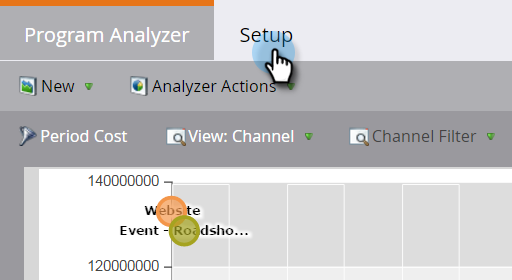 Program Analyzer Setup
New Analyzer Actions
Period Cost View: Channel Channel Filter
140000000
Website
Event - Roadsho...
120000000